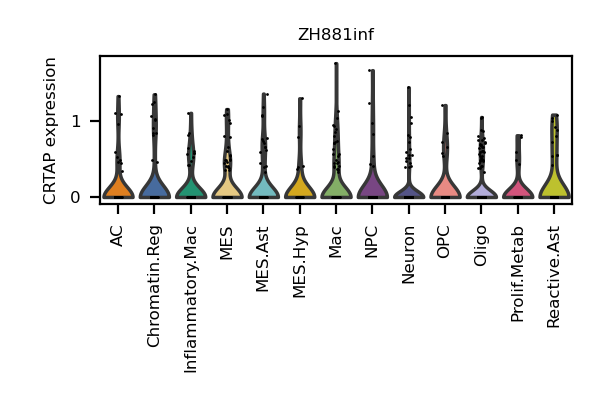 ZH881inf
CRTAP expression
1
0
AC
Chromatin.Reg
Inflammatory.Mac
MES
MES.Ast
MES.Hyp
Mac
NPC
Neuron
OPC
Oligo
Prolif.Metab
Reactive.Ast